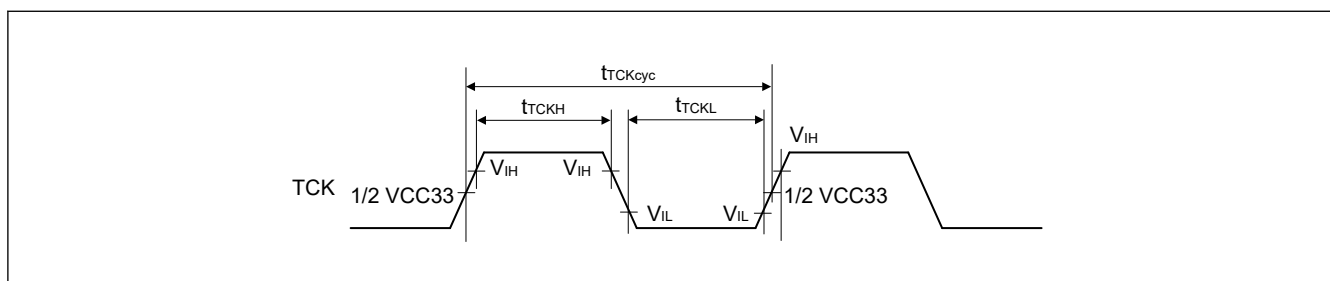 tTCKcyc
tTCKH
tTCKL
VIH
VIH
VIH
TCK
1/2 VCC33
1/2 VCC33
VIL
VIL